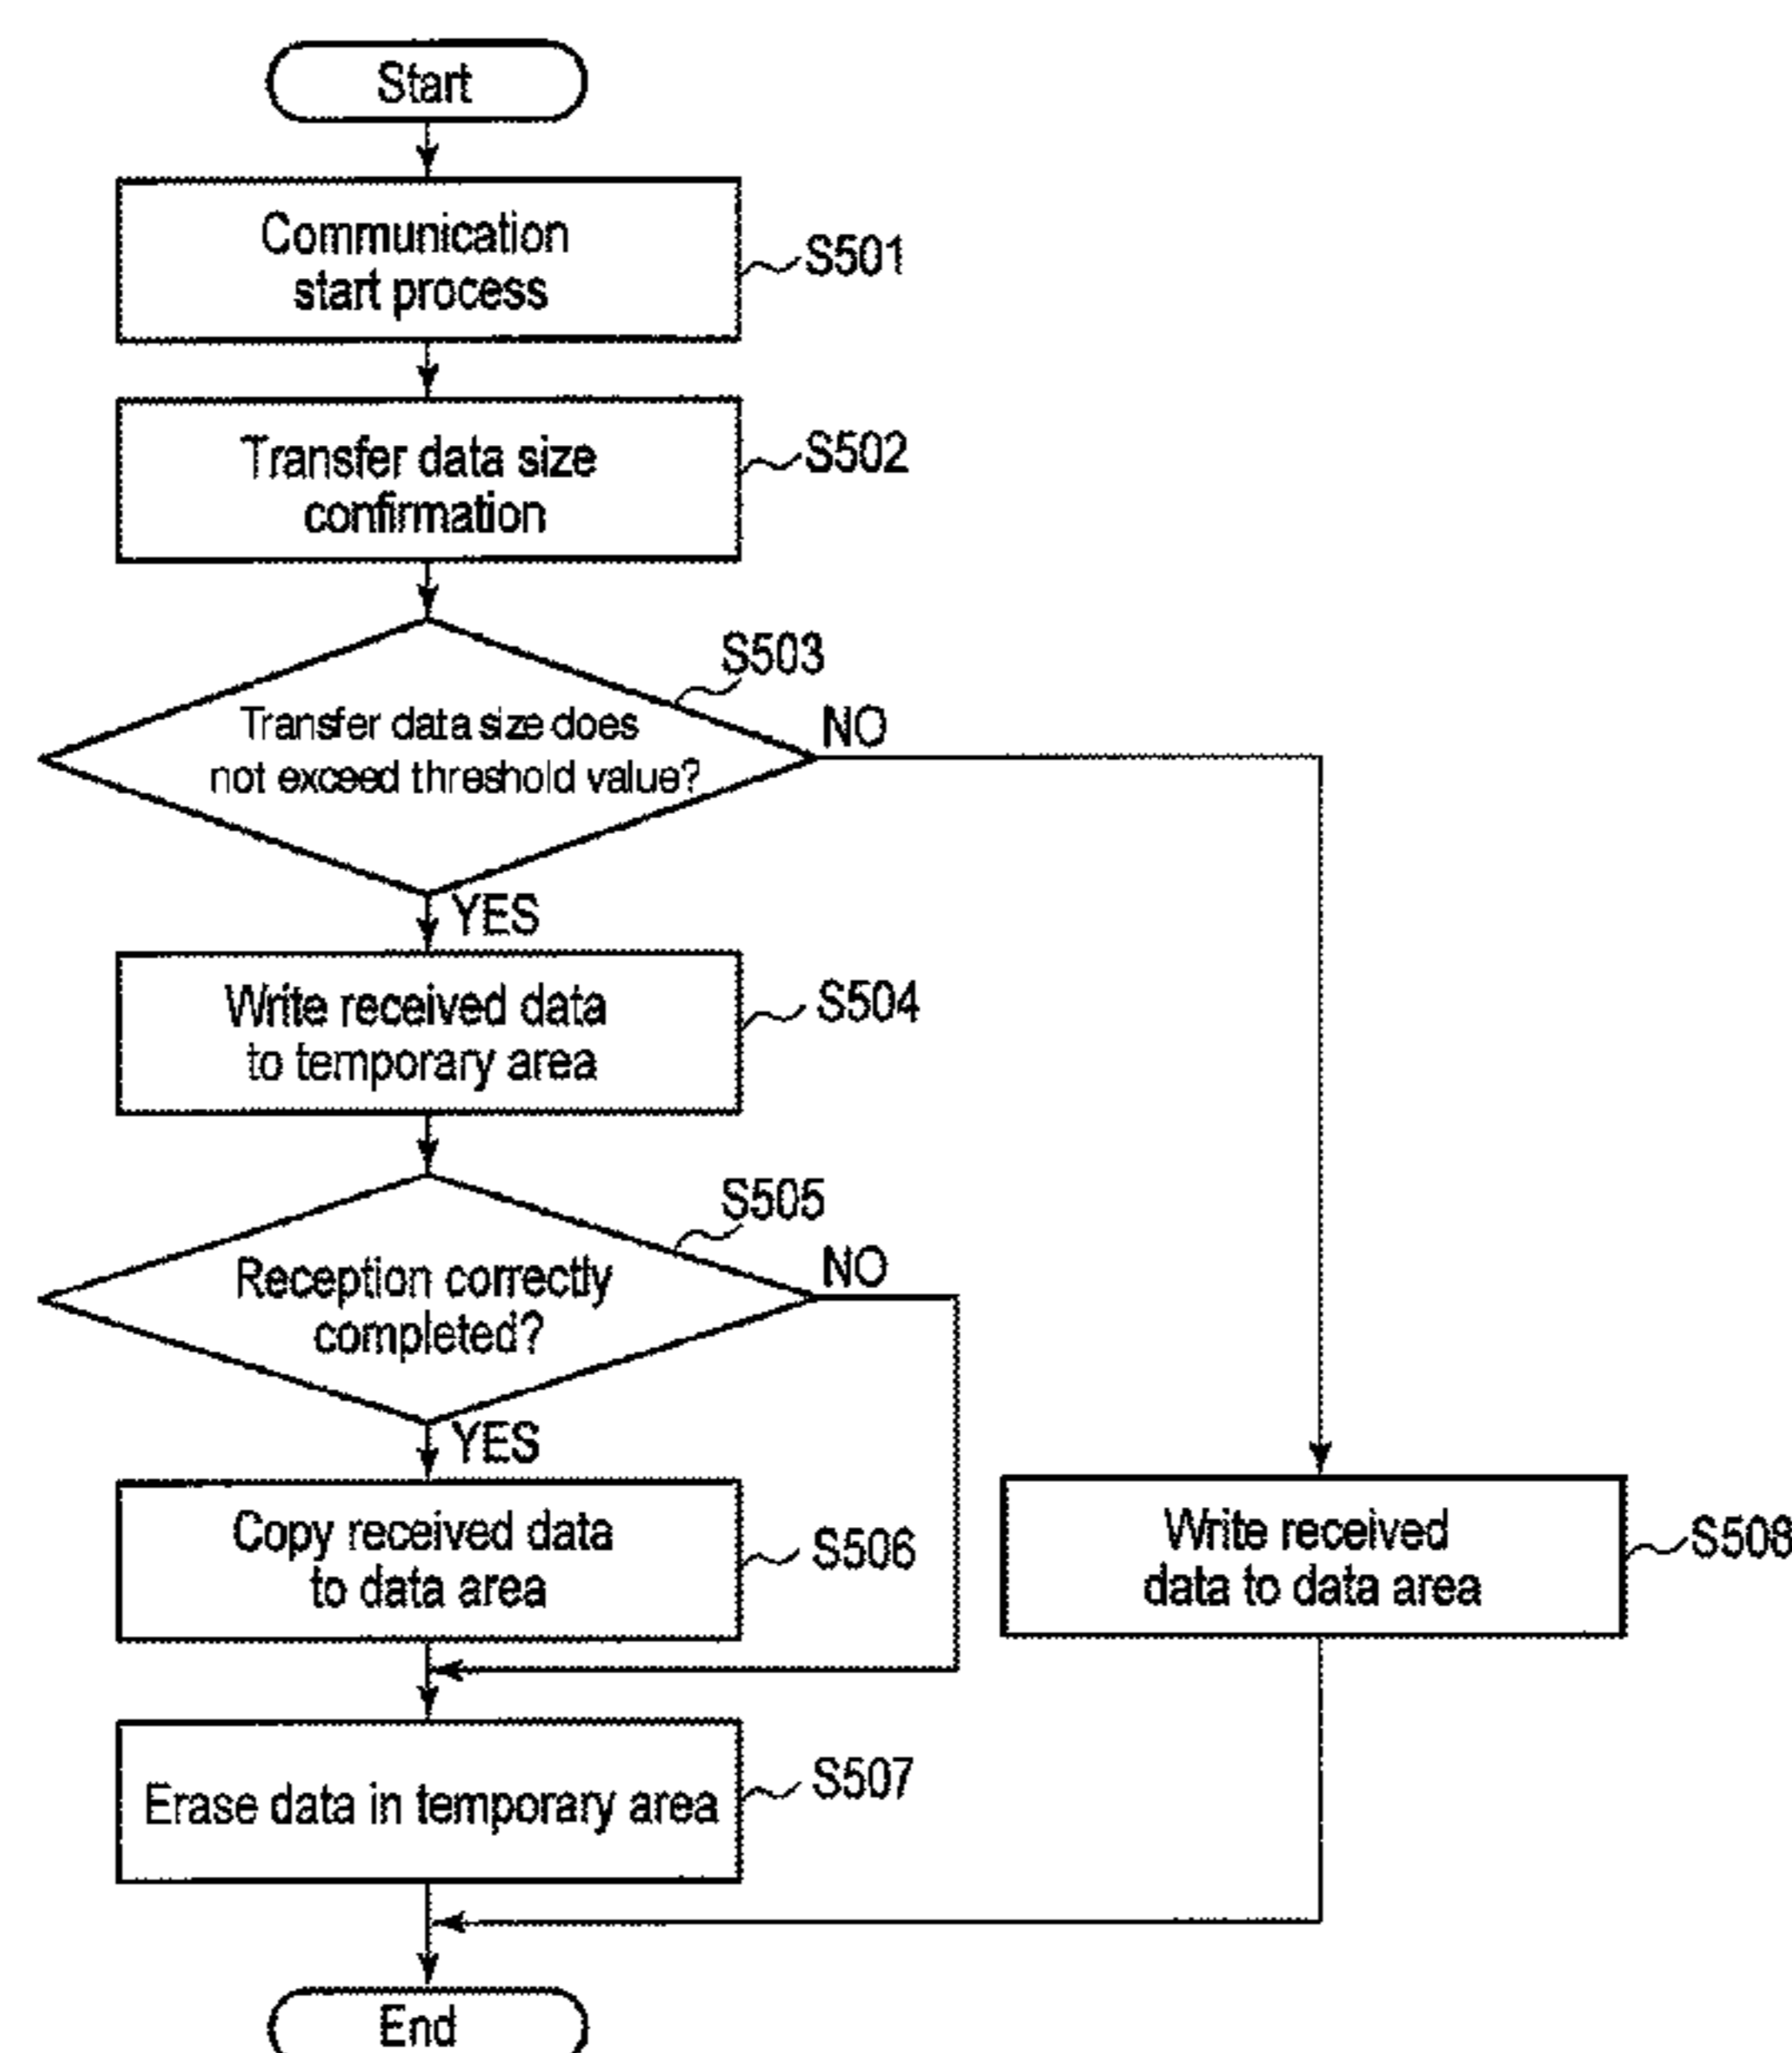 Start
Communication
start process
S501
Transfer data size
confirmation
S502
S503
Transfer data size does
not exceed threshold value?
NO
YES
Write received data
to temporary area
S504
S505
Reception correctly
completed?
NO
YES
Copy received data
to data area
S506
Write received
data to data area
S508
Erase data in temporary area
S507
End